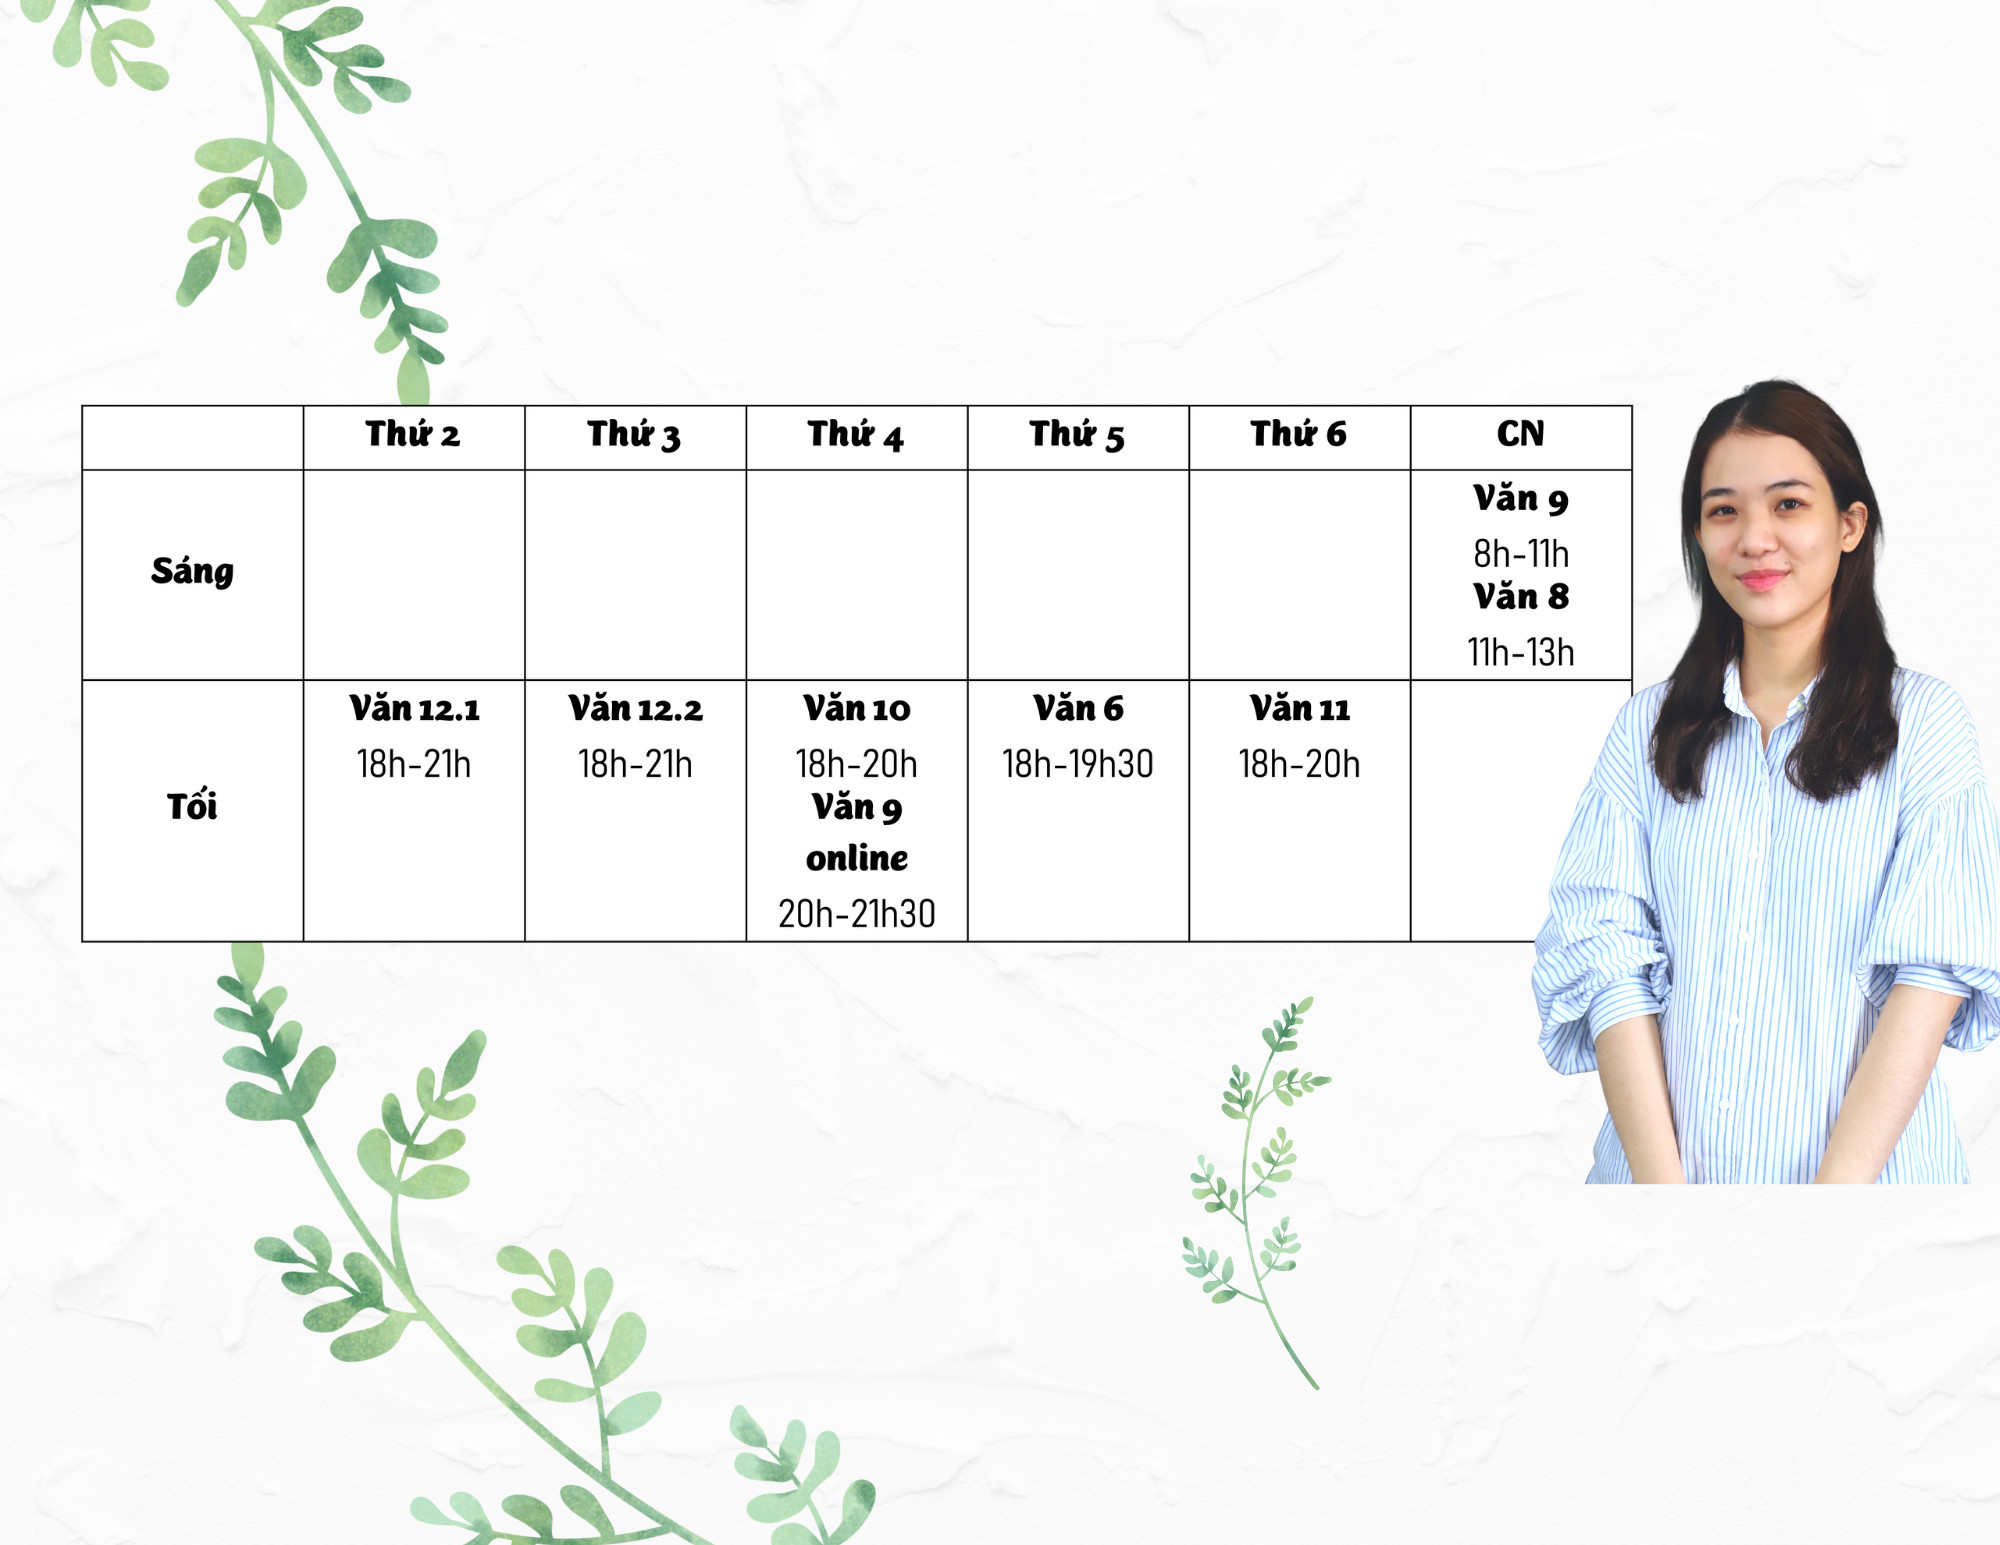 Thứ 2 Thứ 3 Thứ 4 Thứ 5 Thứ 6 CN
Sáng
Văn 9
8h-11h
Văn 8
11h-13h
Tối
Văn 12.1
18h-21h
Văn 12.2
18h-21h
Văn 10
18h-20h
Văn 9
online
20h-21h30
Văn 6
18h-19h30
Văn 11
18h-20h